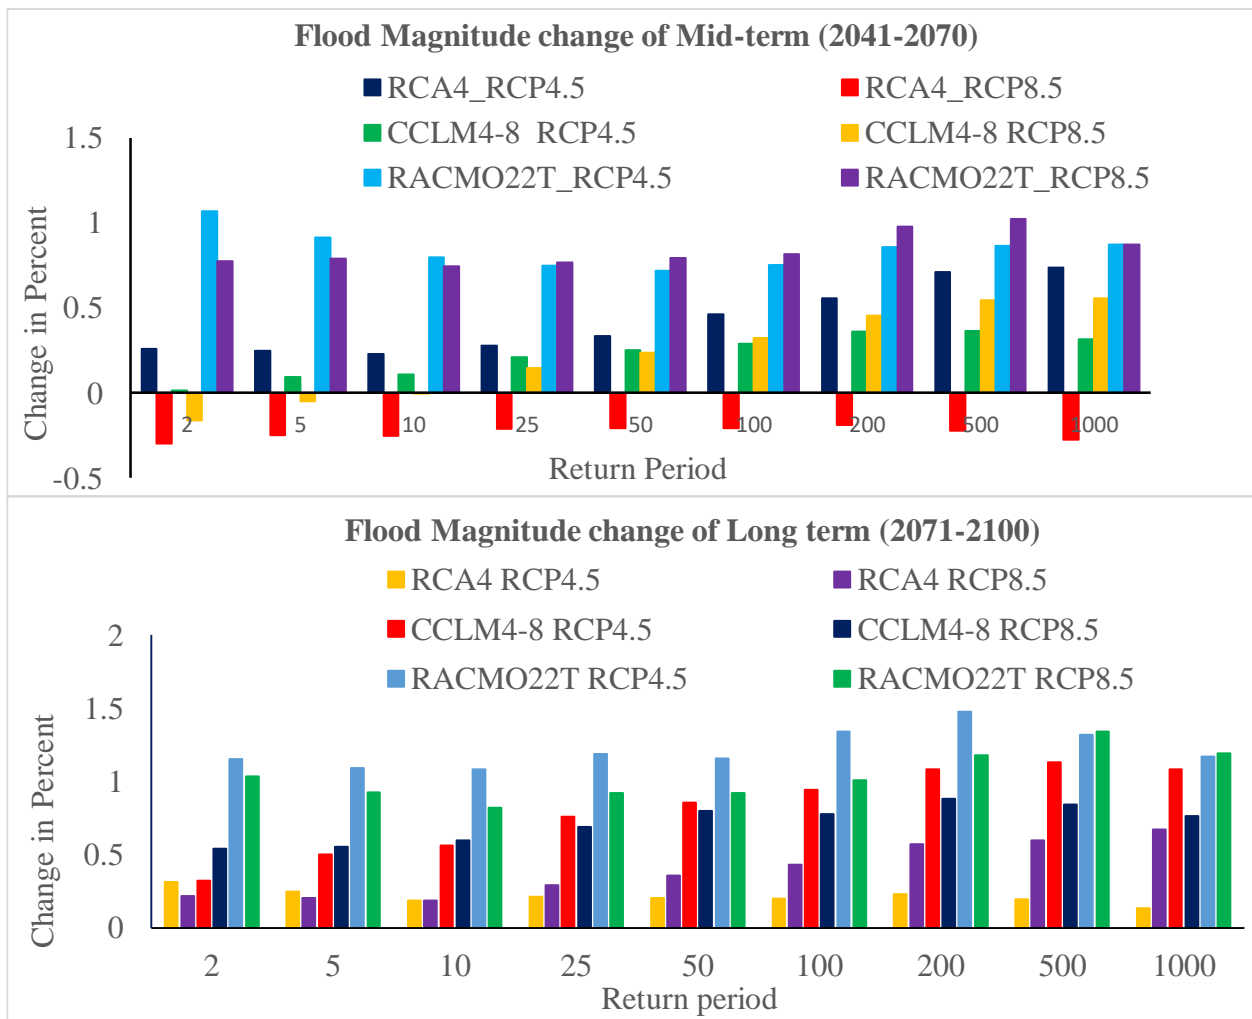 Flood Magnitude change of Mid-term (2041-2070)
RCA4_RCP4.5
RCA4_RCP8.5
CCLM4-8 RCP4.5
CCLM4-8 RCP8.5
RACMO22T_RCP4.5
RACMO22T_RCP8.5
Change in Percent
1.5
1
0.5
0
-0.5
2 5 10 25 50 100 200 500 1000
Return Period
Flood Magnitude change of Long term (2071-2100)
RCA4 RCP4.5
RCA4 RCP8.5
CCLM4-8 RCP4.5
CCLM4-8 RCP8.5
RACMO22T RCP4.5
RACMO22T RCP8.5
Change in Percent
2
1.5
1
0.5
0
2 5 10 25 50 100 200 500 1000
Return period